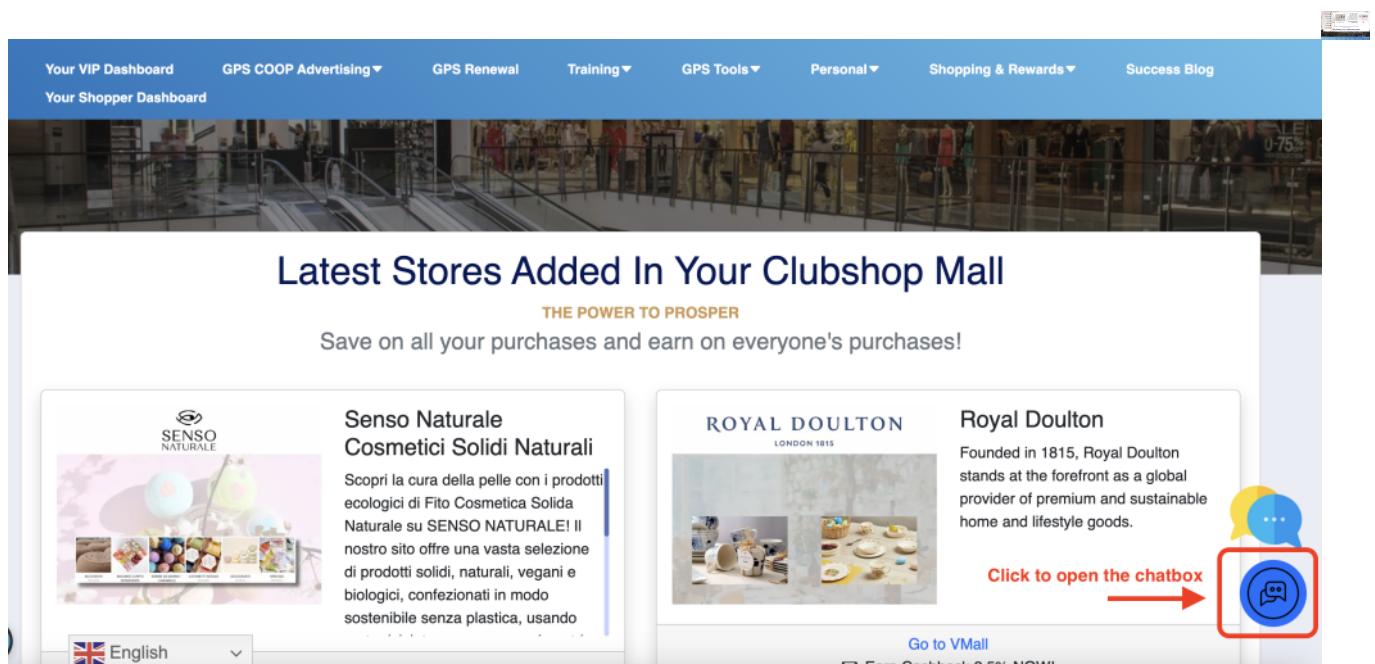 Your VIP Dashboard GPS COOP Advertising GPS Renewal Training GPS Tools Personal Shopping & Rewards Success Blog
Your Shopper Dashboard
Latest Stores Added In Your Clubshop Mall
THE POWER TO PROSPER
Save on all your purchases and earn on everyone's purchases!
SENSO
NATURALE
Senso Naturale
Cosmetici Solidi Naturali
Scopri la cura della pelle con i prodotti
ecologici di Fito Cosmetica Solida
Naturale su SENSO NATURALE! Il
nostro sito offre una vasta selezione
di prodotti solidi, naturali, vegani e
biologici, confezionati in modo
sostenibile senza plastica, usando
ROYAL DOULTON
LONDON 1815
Royal Doulton
Founded in 1815, Royal Doulton
stands at the forefront as a global
provider of premium and sustainable
home and lifestyle goods.
Click to open the chatbox
Go to VMall
English